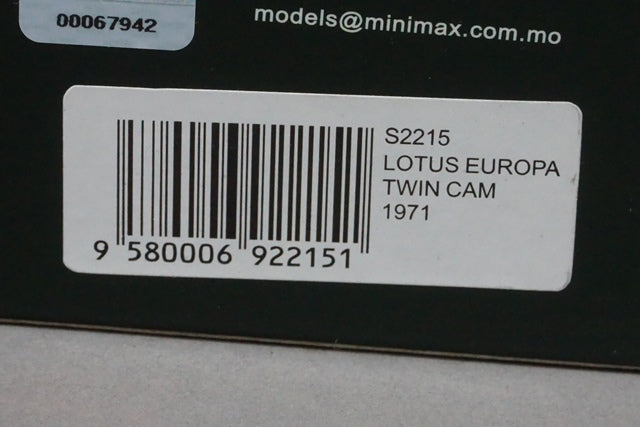 00067942
models@minimax.com.mo
S2215
LOTUS EUROPA
TWIN CAM
1971
9 580006 922151